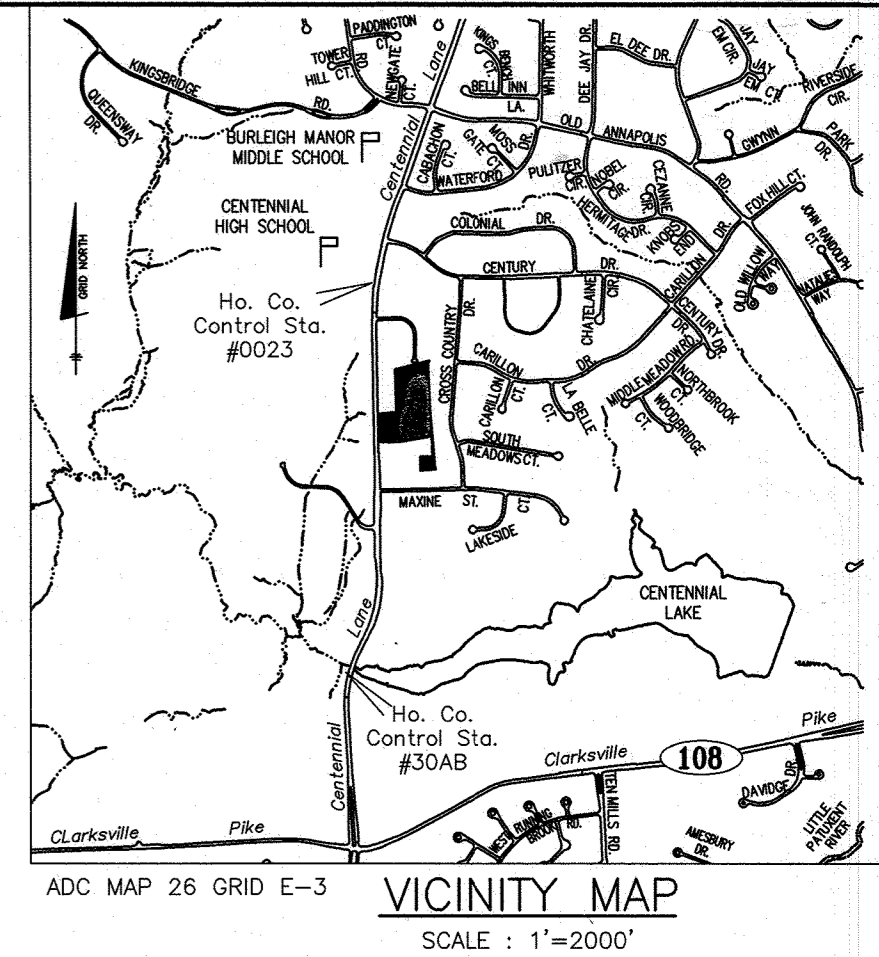 PADDINGTON
CT.
TOWER
HILL CT.
RD.
NEWGATE
CT.
Lane
KINGS
CT.
BENCH
BELL INN
LA.
WHITWORTH
DEE JAY DR.
EL DEE DR.
JAY
EM CIR.
JAY
EM CT.
RIVERSIDE
CIR.
KINGSBRIDGE
RD.
QUEENSWAY
DR.
BURLEIGH MANOR
MIDDLE SCHOOL
Centennial
CABACHON
CT.
MOSS
GATE CT.
DR.
WATERFORD
OLD
ANNAPOLIS
RD.
GWYNN
PARK
DR.
PULITZER
CIR.
NOBEL
CIR.
CEZANNE
CIR.
HERMITAGE DR.
KNOBS
END
DR.
FOX HILL CT.
JOHN RANDOLPH
CT.
CENTENNIAL
HIGH SCHOOL
COLONIAL DR.
CENTURY DR.
CARILLON
OLD WILLOW
WAY
NATALIES
WAY
GRID NORTH
Ho. Co.
Control Sta.
#0023
CHATELAINE
CIR.
CENTURY DR.
DR.
CROSS COUNTRY
DR.
CARILLON
DR.
CARILLON
CT.
LA BELLE
CT.
MIDDLE MEADOW RD.
NORTHBROOK
CT.
WOODBRIDGE
CT.
SOUTH
MEADOWS CT.
MAXINE ST.
LAKESIDE
CT.
CENTENNIAL
LAKE
Lane
Ho. Co.
Control Sta.
#30AB
Centennial
Clarksville
108
Pike
CLarksville Pike
WEST RUNNING
BROOK RD.
TEN MILLS RD.
DAVIDGE DR.
AMESBURY
DR.
LITTLE
PATUXENT
RIVER
ADC MAP 26 GRID E-3
VICINITY MAP
SCALE : 1'=2000'